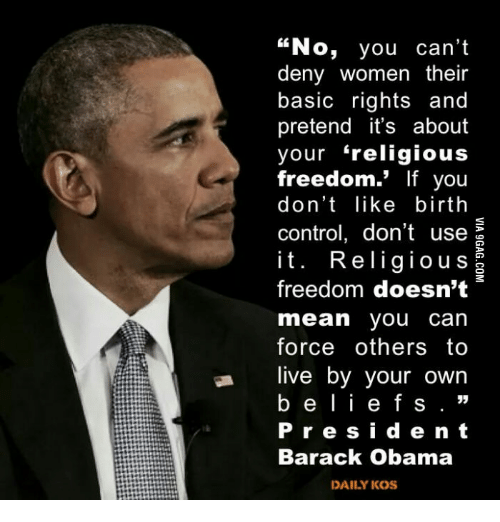 “No, you can't
deny women their
basic rights and
pretend it's about
your ‘religious
freedom.’ If you
don't like birth
control, don't use
it. Religious
freedom doesn't
mean you can
force others to
live by your own
beliefs.”
President
Barack Obama
DAILY KOS
VIA 9GAG.COM